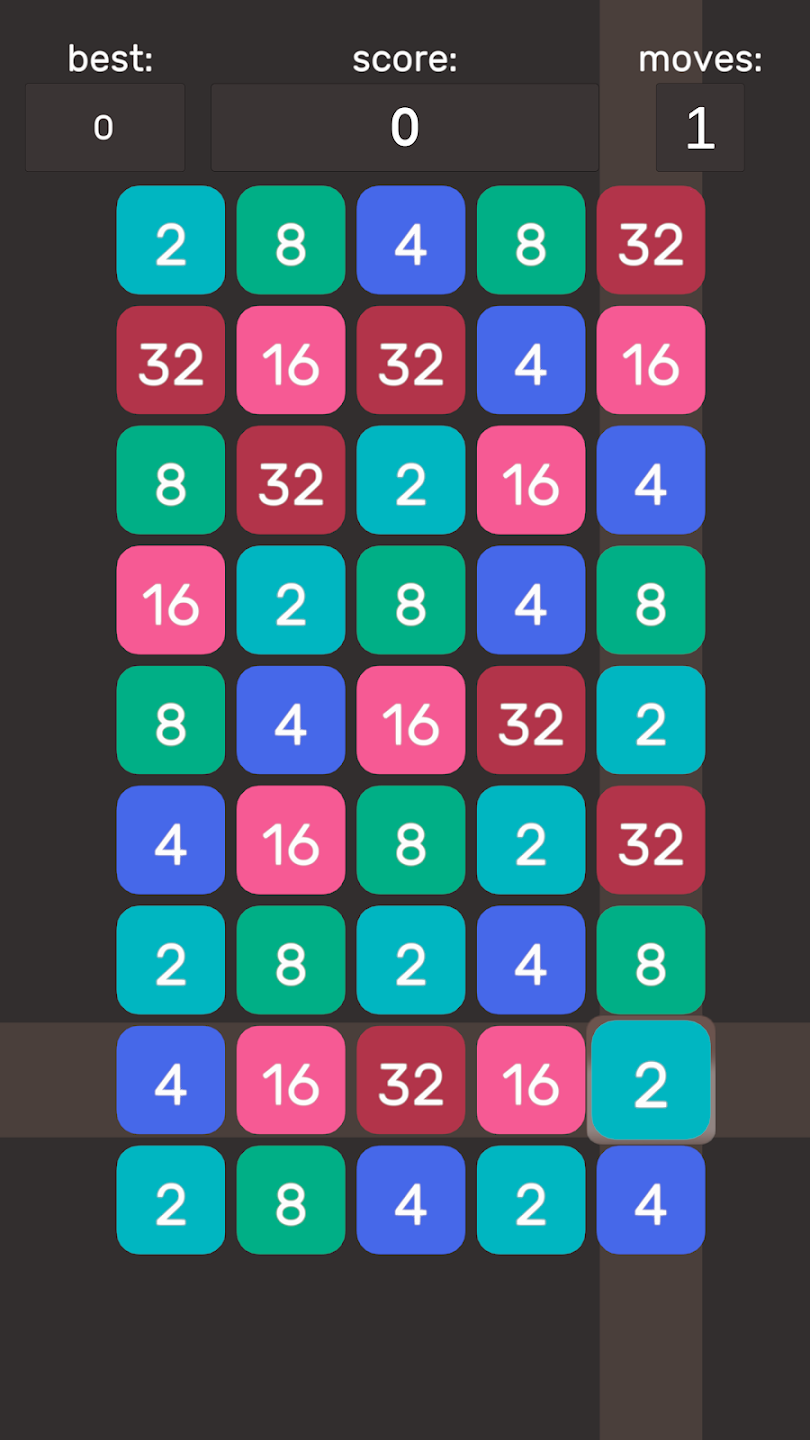 best: score: moves:
0 0 1
2 8 4 8 32
32 16 32 4 16
8 32 2 16 4
16 2 8 4 8
8 4 16 32 2
4 16 8 2 32
2 8 2 4 8
4 16 32 16 2
2 8 4 2 4